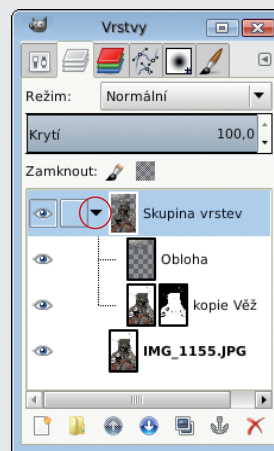 Vrstvy
Režim: Normální
Krytí 100,0
Zamknout:
Skupina vrstev
Obloha
kopie Věž
IMG_1155.JPG